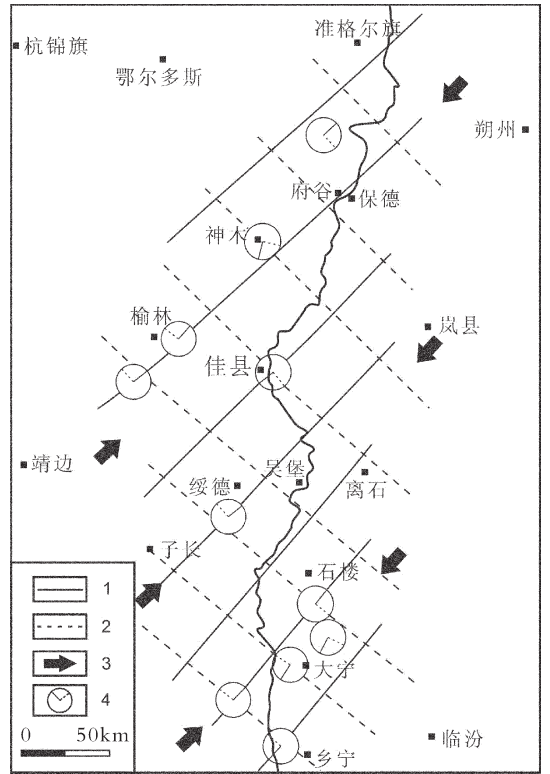 准格尔旗
杭锦旗
鄂尔多斯
朔州
府谷
保德
神木
榆林
岚县
佳县
靖边
吴堡
绥德
离石
子长
石楼
大宁
临汾
乡宁
1
2
3
4
0 50km